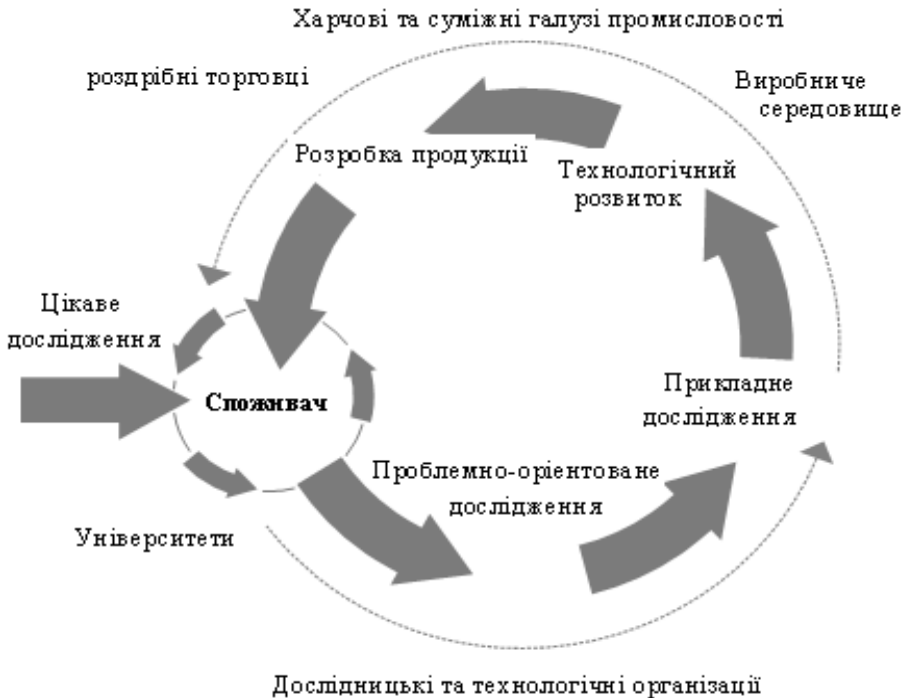 Харчові та суміжні галузі промисловості
роздрібні торговці
Виробниче
середовище
Розробка продукції
Технологічний
розвиток
Цікаве
дослідження
Прикладне
дослідження
Споживач
Проблемно-оріентоване
дослідження
Університети
Дослідницькі та технологічні організації